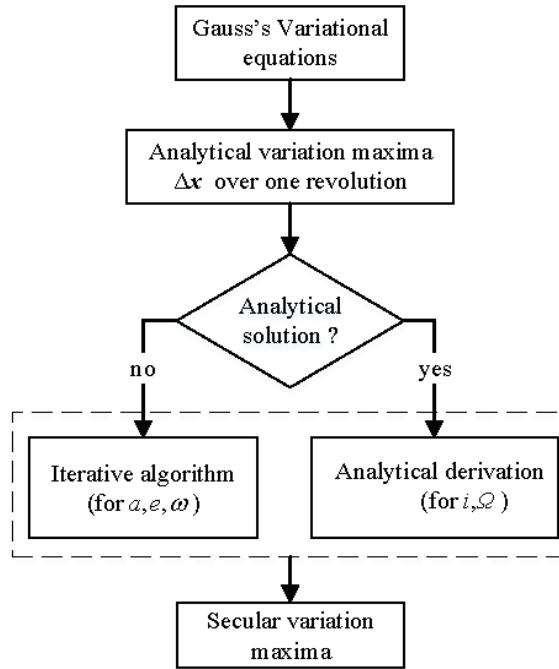 Gauss's Variational
equations
Analytical variation maxima
Δx over one revolution
Analytical
solution ?
no
yes
Iterative algorithm
(for a,e,ω)
Analytical derivation
(for i,Ω)
Secular variation
maxima